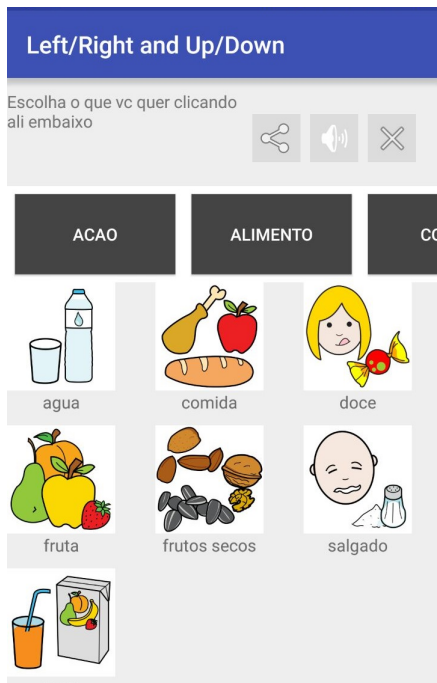 Left/Right and Up/Down
Escolha o que vc quer clicando
ali embaixo
ACAO
ALIMENTO
CO
agua
comida
doce
fruta
frutos secos
salgado